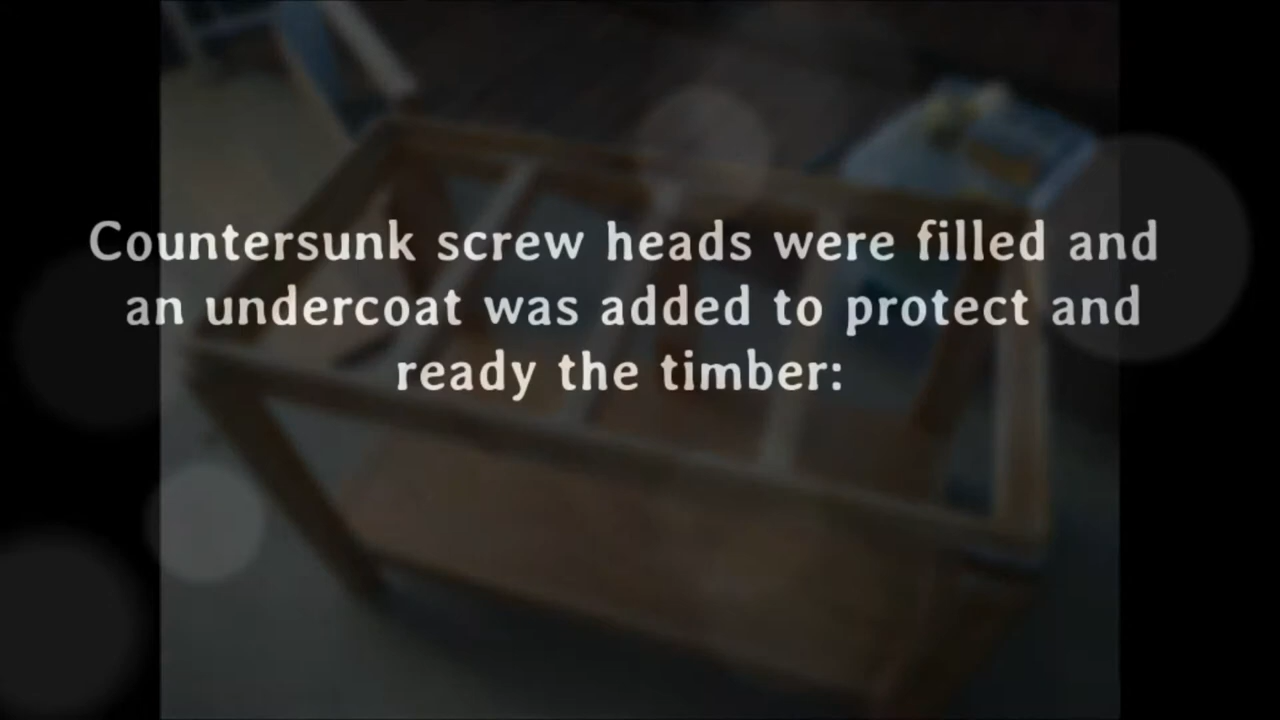 Countersunk screw heads were filled and
an undercoat was added to protect and
ready the timber: